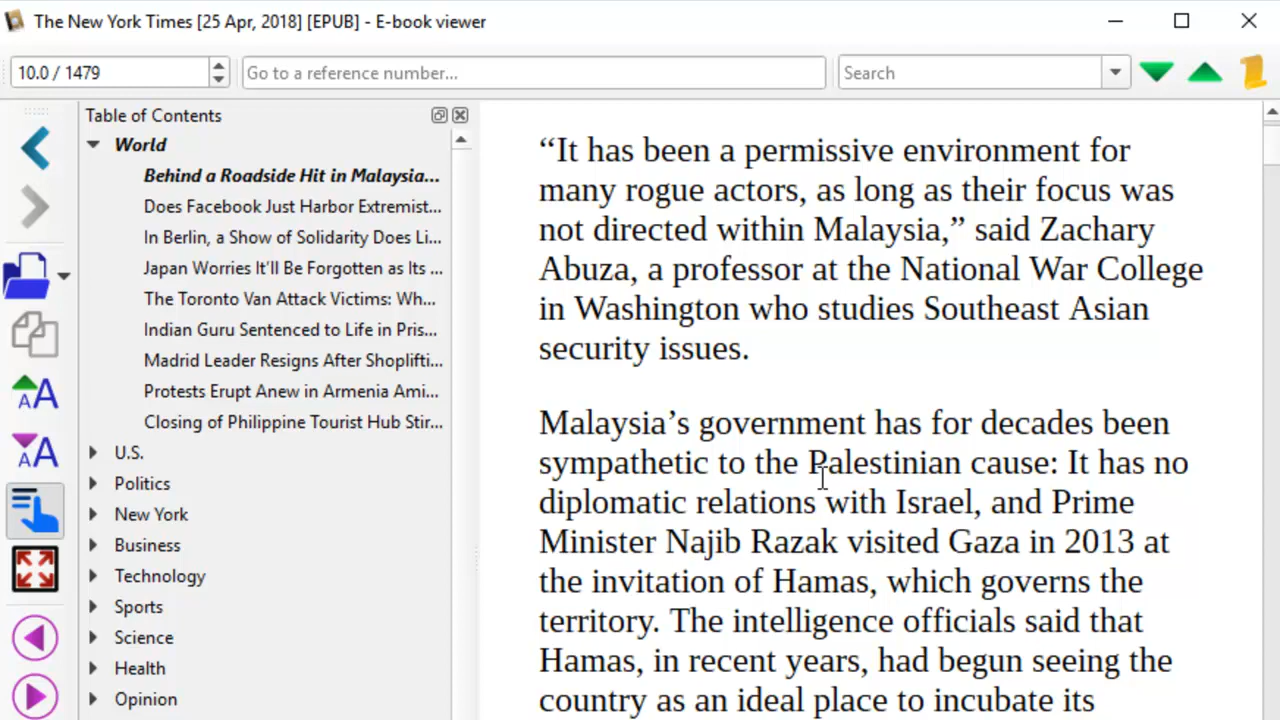 The New York Times [25 Apr, 2018] [EPUB] - E-book viewer
10.0 / 1479
Go to a reference number...
Search
Table of Contents
World
Behind a Roadside Hit in Malaysia...
Does Facebook Just Harbor Extremist...
In Berlin, a Show of Solidarity Does Li...
Japan Worries It’ll Be Forgotten as Its ...
The Toronto Van Attack Victims: Wh...
Indian Guru Sentenced to Life in Pris...
Madrid Leader Resigns After Shoplifti...
Protests Erupt Anew in Armenia Ami...
Closing of Philippine Tourist Hub Stir...
U.S.
Politics
New York
Business
Technology
Sports
Science
Health
Opinion
“It has been a permissive environment for
many rogue actors, as long as their focus was
not directed within Malaysia,” said Zachary
Abuza, a professor at the National War College
in Washington who studies Southeast Asian
security issues.
Malaysia’s government has for decades been
sympathetic to the Palestinian cause: It has no
diplomatic relations with Israel, and Prime
Minister Najib Razak visited Gaza in 2013 at
the invitation of Hamas, which governs the
territory. The intelligence officials said that
Hamas, in recent years, had begun seeing the
country as an ideal place to incubate its